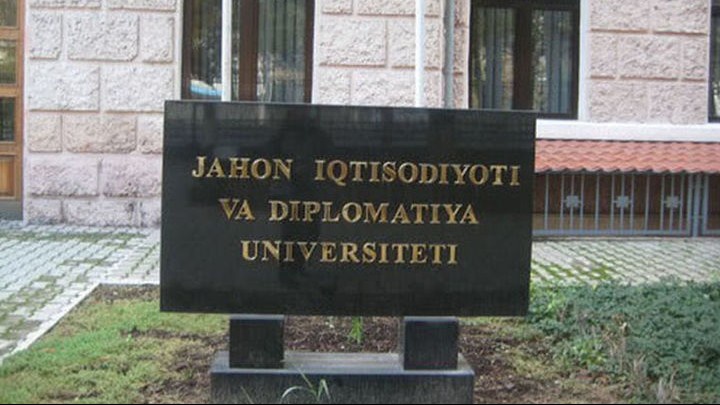 JAHON IQTISODIYOTI
VA DIPLOMATIYA
UNIVERSITETI